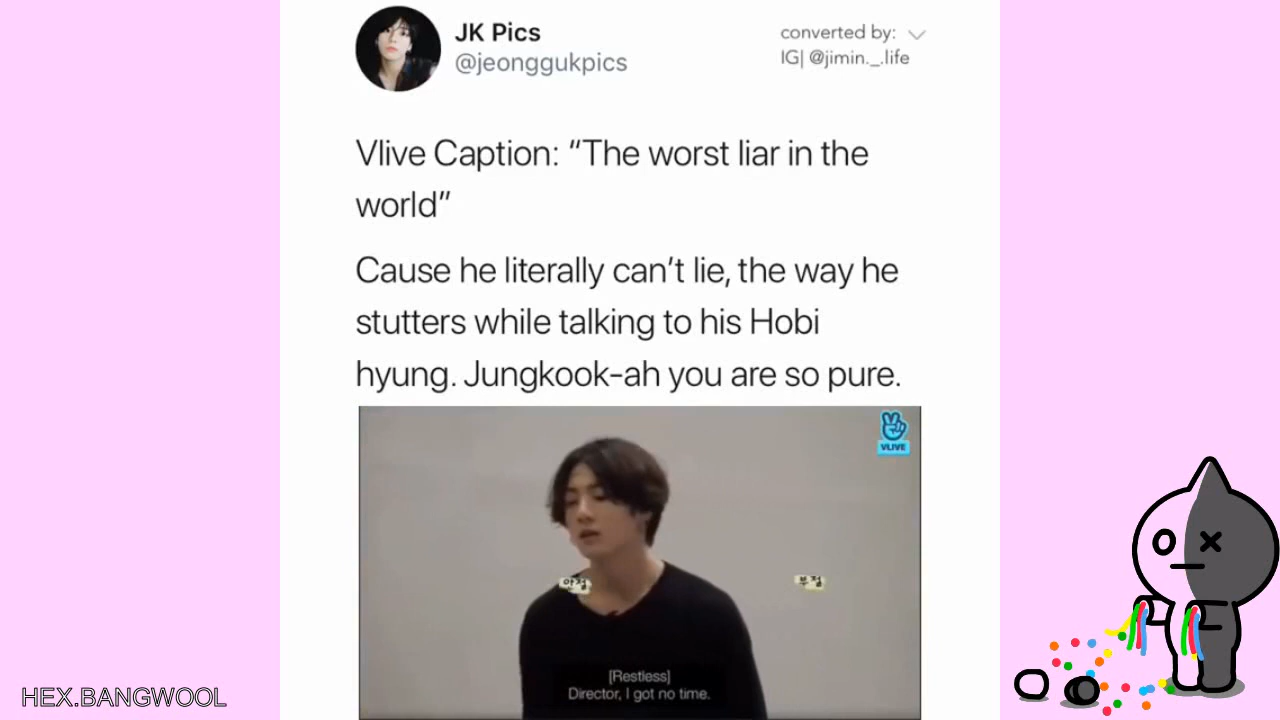 JK Pics
@jeonggukpics
converted by:
IG| @jimin._.life
Vlive Caption: “The worst liar in the
world”
Cause he literally can’t lie, the way he
stutters while talking to his Hobi
hyung. Jungkook-ah you are so pure.
VLIVE
부절
[Restless]
Director, I got no time.
HEX.BANGWOOL